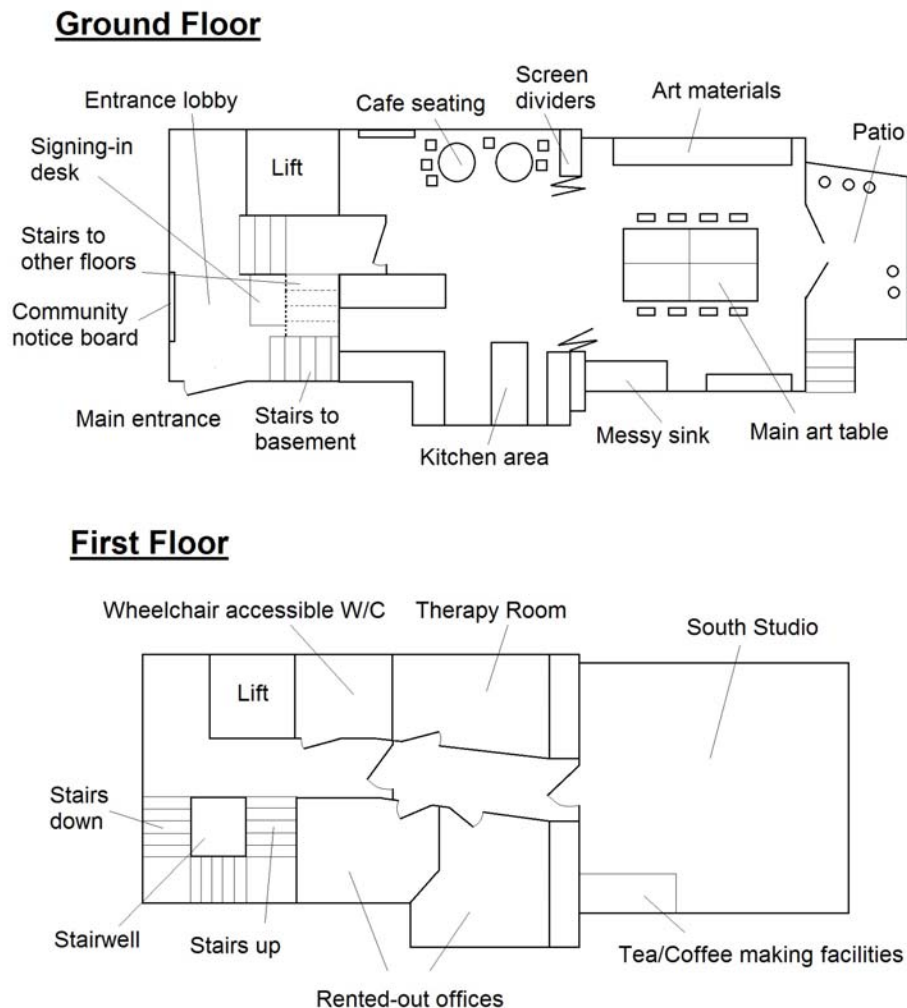 Ground Floor
Entrance lobby
Signing-in
desk
Lift
Cafe seating
Screen
dividers
Art materials
Patio
Stairs to
other floors
Community
notice board
Main entrance
Stairs to
basement
Kitchen area
Messy sink
Main art table
First Floor
Wheelchair accessible W/C
Therapy Room
South Studio
Lift
Stairs
down
Stairwell
Stairs up
Rented-out offices
Tea/Coffee making facilities